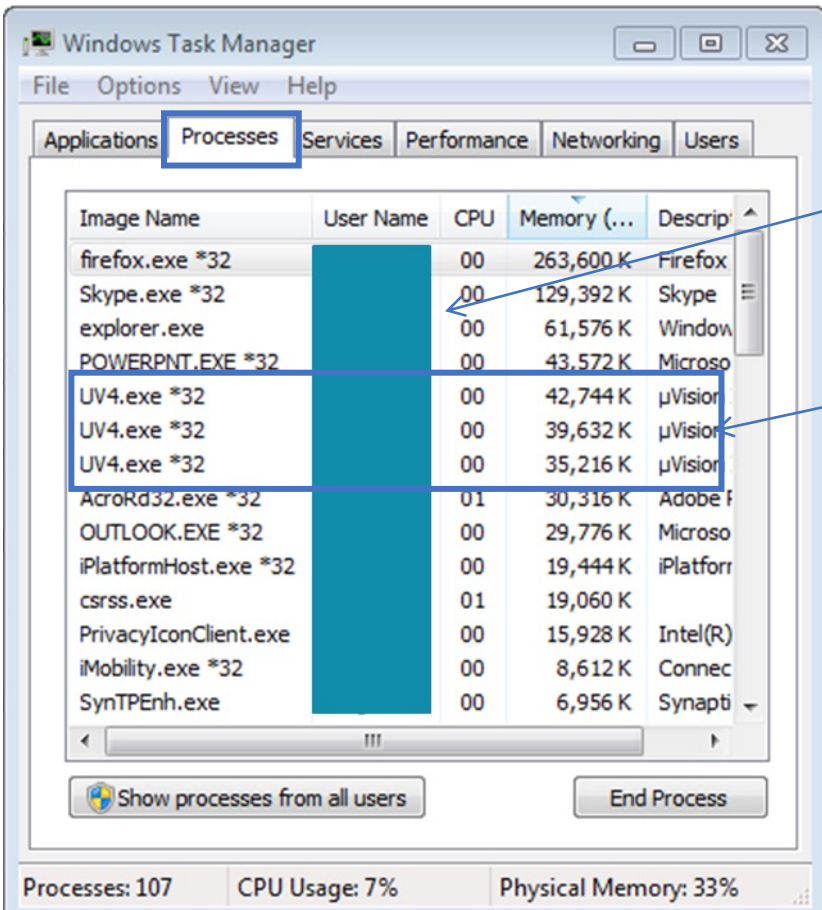 Windows Task Manager
File Options View Help
Applications Processes Services Performance Networking Users
Image Name User Name CPU Memory (... Descrip
firefox.exe *32 00 263,600 K Firefox
Skype.exe *32 00 129,392 K Skype
explorer.exe 00 61,576 K Window
POWERPNT.EXE *32 00 43,572 K Microso
UV4.exe *32 00 42,744 K µVision
UV4.exe *32 00 39,632 K µVision
UV4.exe *32 00 35,216 K µVision
AcroRd32.exe *32 01 30,316 K Adobe
OUTLOOK.EXE *32 00 29,776 K Microso
iPlatformHost.exe *32 00 19,444 K iPlatfor
csrss.exe 01 19,060 K
PrivacyIconClient.exe 00 15,928 K Intel(R)
iMobility.exe *32 00 8,612 K Connec
SynTPEnh.exe 00 6,956 K Synapti
Show processes from all users End Process
Processes: 107 CPU Usage: 7% Physical Memory: 33%